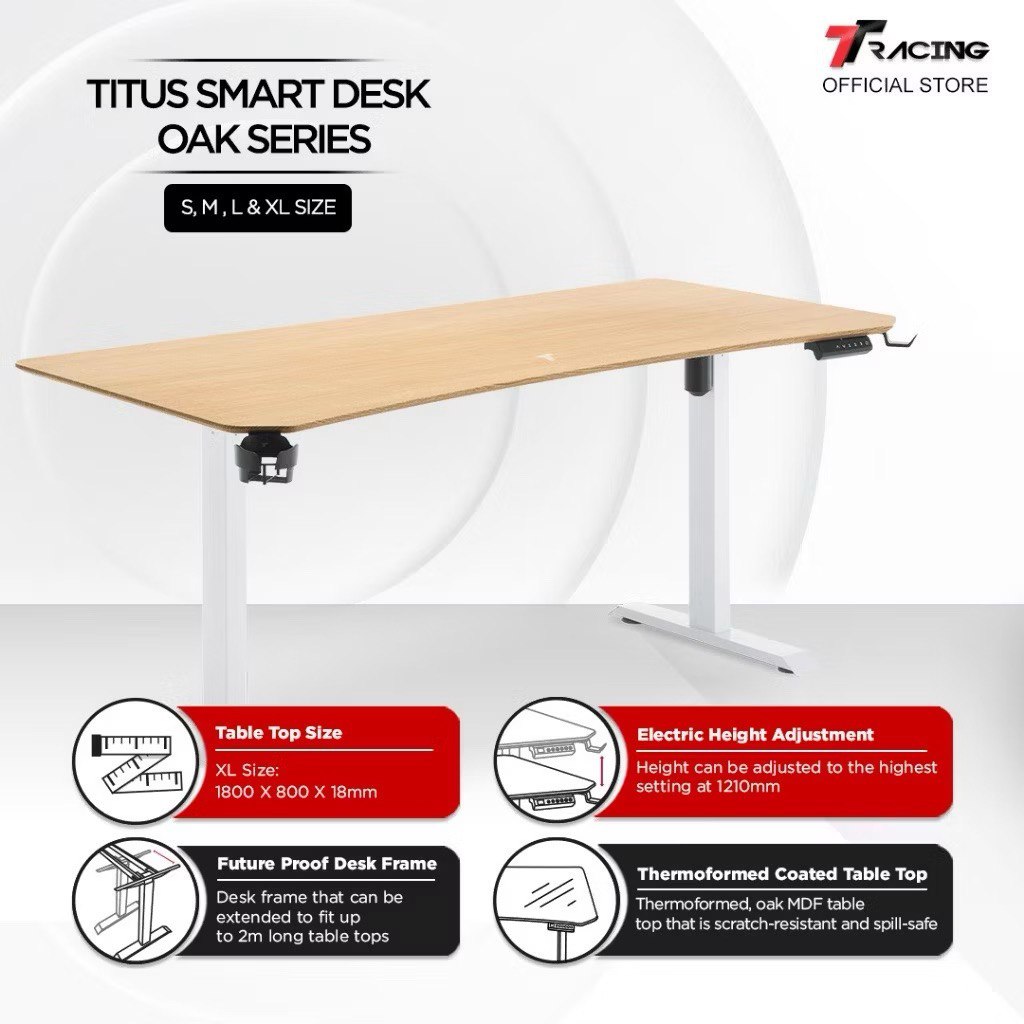 TT RACING
OFFICIAL STORE
TITUS SMART DESK
OAK SERIES
S, M , L & XL SIZE
Table Top Size
XL Size:
1800 X 800 X 18mm
Electric Height Adjustment
Height can be adjusted to the highest
setting at 1210mm
Future Proof Desk Frame
Desk frame that can be
extended to fit up
to 2m long table tops
Thermoformed Coated Table Top
Thermoformed, oak MDF table
top that is scratch-resistant and spill-safe